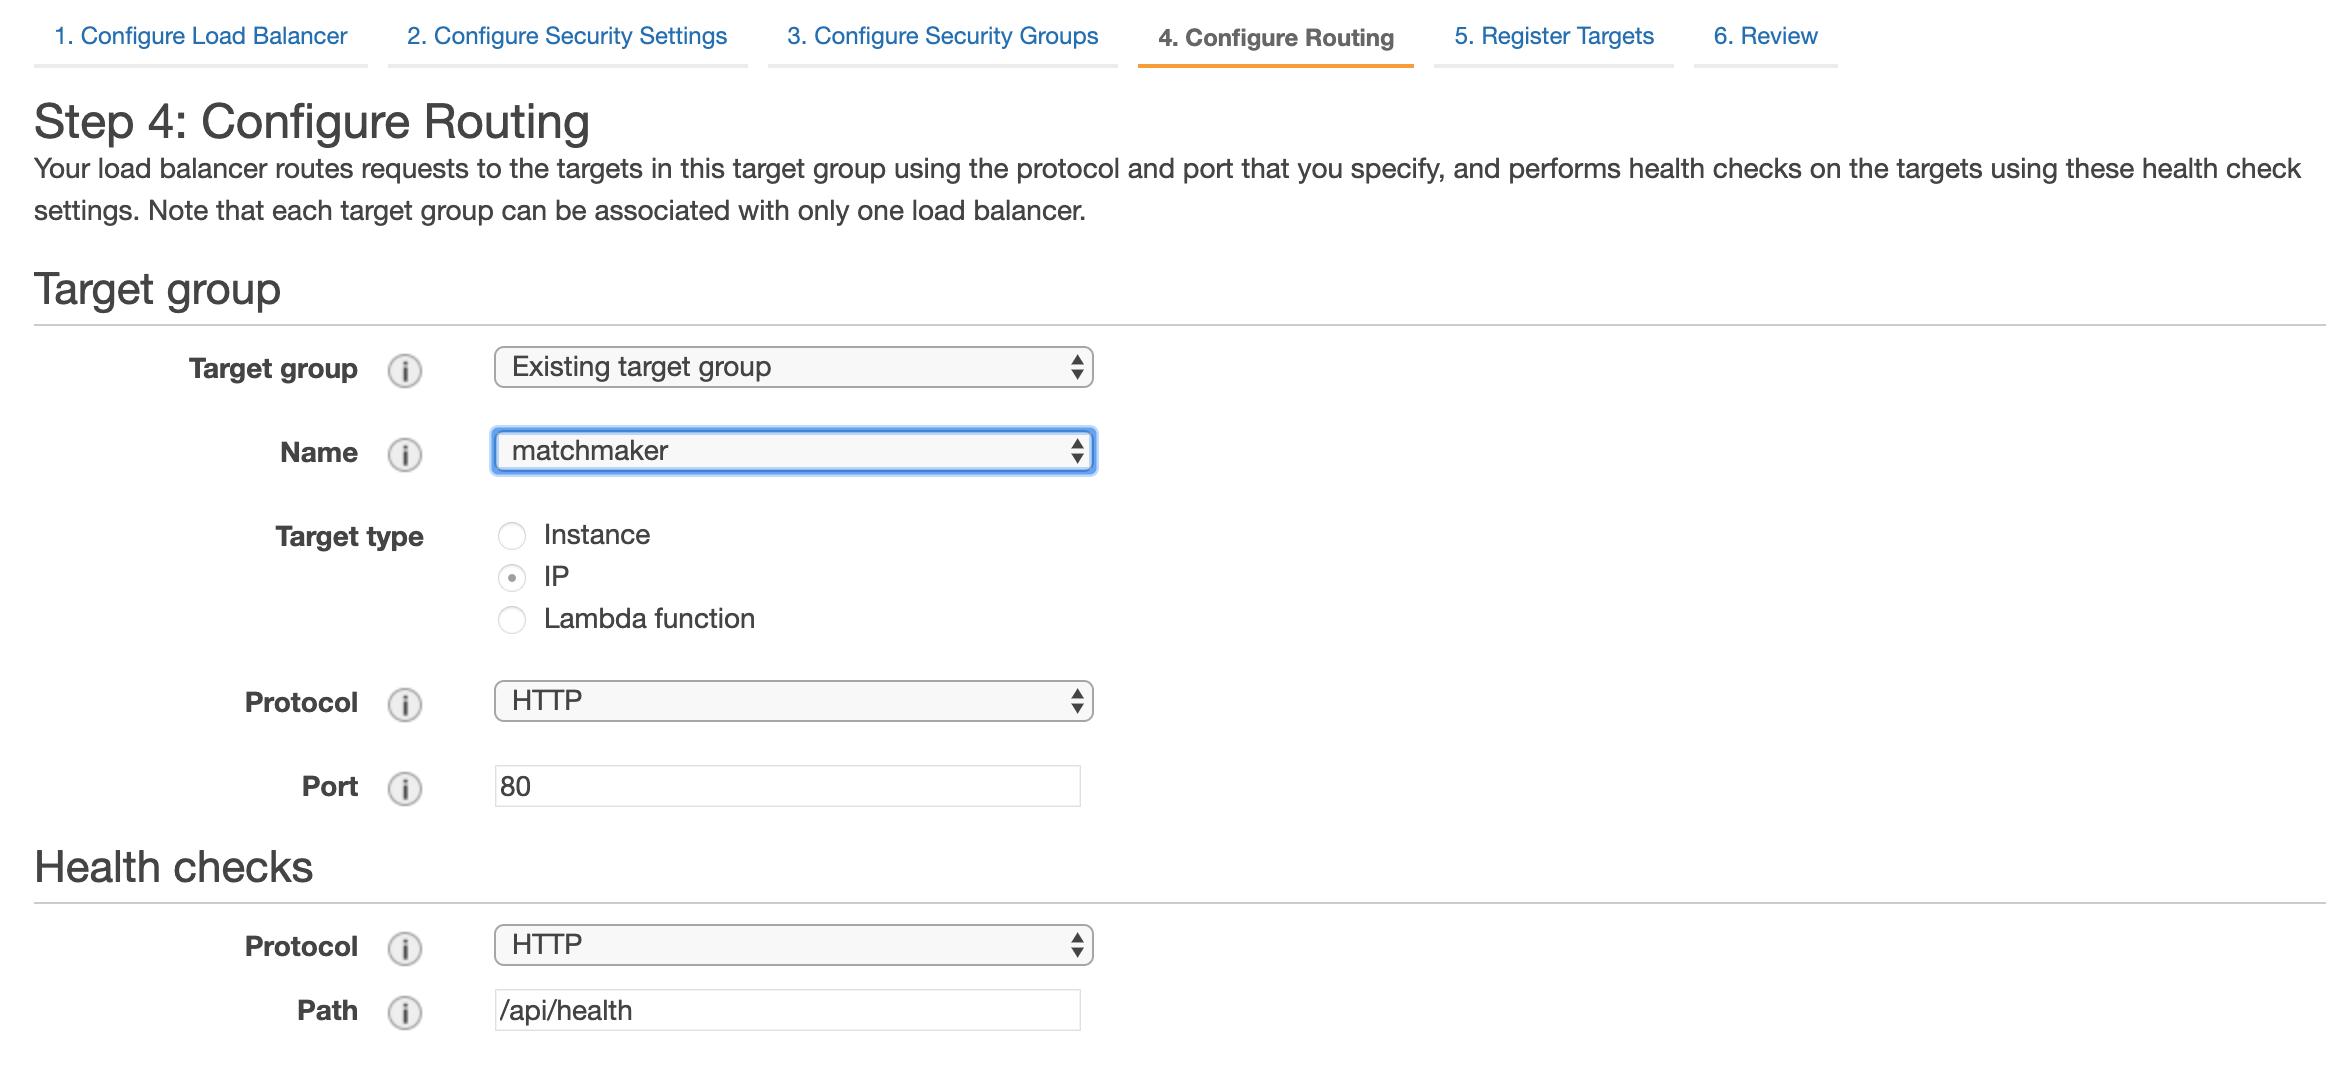 1. Configure Load Balancer 2. Configure Security Settings 3. Configure Security Groups 4. Configure Routing 5. Register Targets 6. Review
Step 4: Configure Routing
Your load balancer routes requests to the targets in this target group using the protocol and port that you specify, and performs health checks on the targets using these health check
settings. Note that each target group can be associated with only one load balancer.
Target group
Target group i Existing target group
Name i matchmaker
Target type Instance
IP
Lambda function
Protocol i HTTP
Port i 80
Health checks
Protocol i HTTP
Path i /api/health